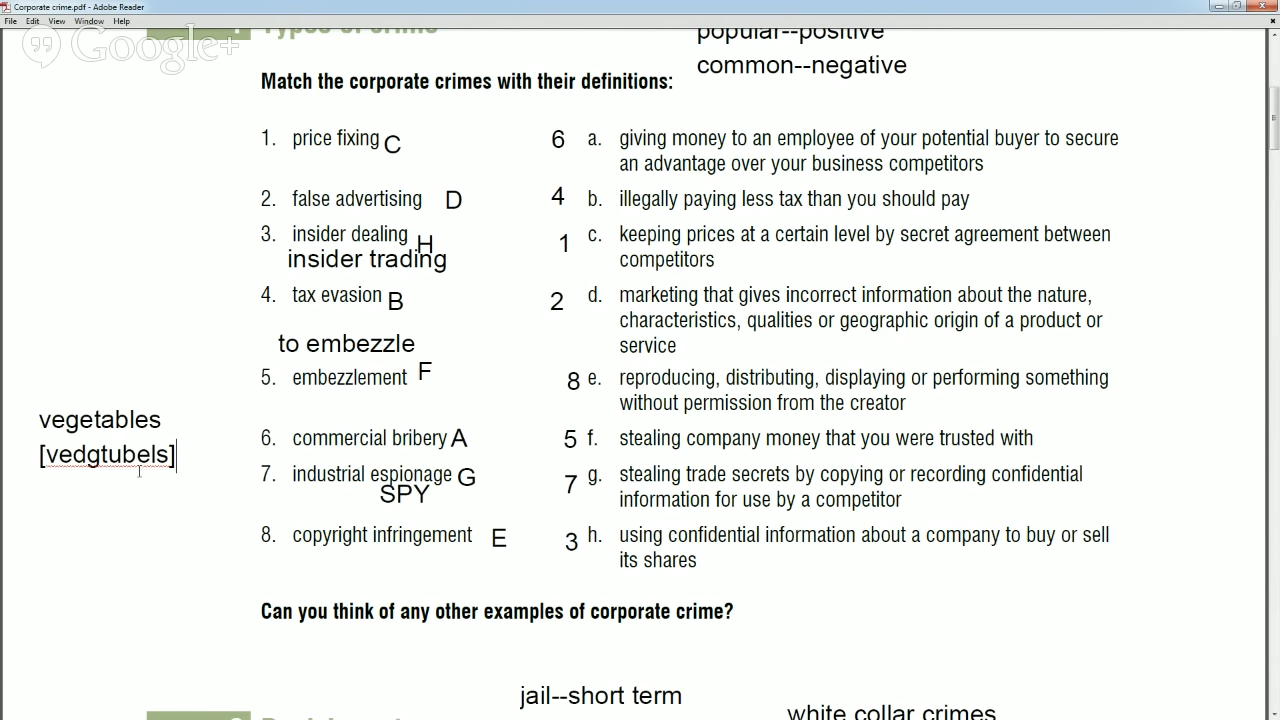 Corporate crime.pdf - Adobe Reader
File Edit View Window Help
Google+
Types of crime
popular--positive
common--negative
Match the corporate crimes with their definitions:
1. price fixing C
6 a. giving money to an employee of your potential buyer to secure
an advantage over your business competitors
2. false advertising D
4 b. illegally paying less tax than you should pay
3. insider dealing H
insider trading
1 c. keeping prices at a certain level by secret agreement between
competitors
4. tax evasion B
2 d. marketing that gives incorrect information about the nature,
characteristics, qualities or geographic origin of a product or
service
to embezzle
5. embezzlement F
8 e. reproducing, distributing, displaying or performing something
without permission from the creator
vegetables
[vedgtubels]
6. commercial bribery A
5 f. stealing company money that you were trusted with
7. industrial espionage G
SPY
7 g. stealing trade secrets by copying or recording confidential
information for use by a competitor
8. copyright infringement E
3 h. using confidential information about a company to buy or sell
its shares
Can you think of any other examples of corporate crime?
jail--short term
white collar crimes